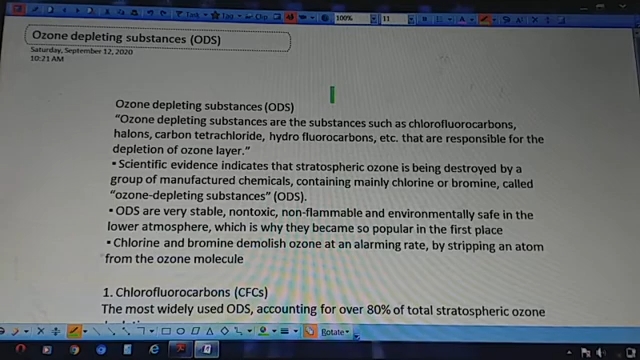 Task
Tag
Clip
100%
11
B
A
Ozone depleting substances (ODS)
Saturday, September 12, 2020
10:21 AM
Ozone depleting substances (ODS)
“Ozone depleting substances are the substances such as chlorofluorocarbons,
halons, carbon tetrachloride, hydro fluorocarbons, etc. that are responsible for the
depletion of ozone layer.”
▪ Scientific evidence indicates that stratospheric ozone is being destroyed by a
group of manufactured chemicals, containing mainly chlorine or bromine, called
“ozone-depleting substances” (ODS).
▪ ODS are very stable, nontoxic, non-flammable and environmentally safe in the
lower atmosphere, which is why they became so popular in the first place
▪ Chlorine and bromine demolish ozone at an alarming rate, by stripping an atom
from the ozone molecule
1. Chlorofluorocarbons (CFCs)
The most widely used ODS, accounting for over 80% of total stratospheric ozone
Rotate